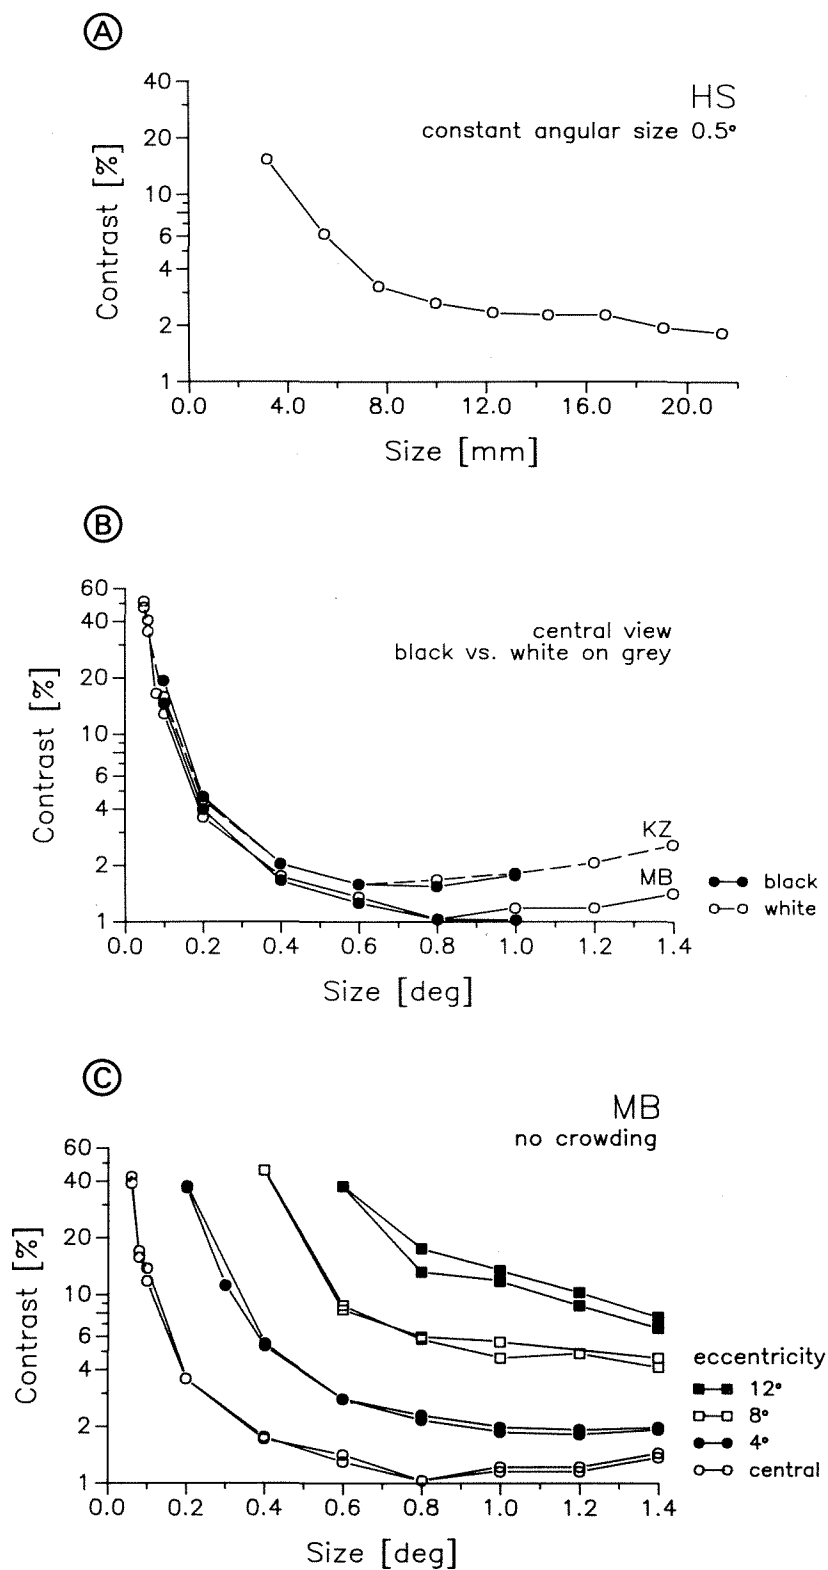 A
HS
constant angular size 0.5°
Contrast [%]
40
20
10
6
4
2
1
0.0 4.0 8.0 12.0 16.0 20.0
Size [mm]
B
central view
black vs. white on grey
Contrast [%]
60
40
20
10
6
4
2
1
KZ
MB
black
white
0.0 0.2 0.4 0.6 0.8 1.0 1.2 1.4
Size [deg]
C
MB
no crowding
Contrast [%]
60
40
20
10
6
4
2
1
eccentricity
12°
8°
4°
central
0.0 0.2 0.4 0.6 0.8 1.0 1.2 1.4
Size [deg]